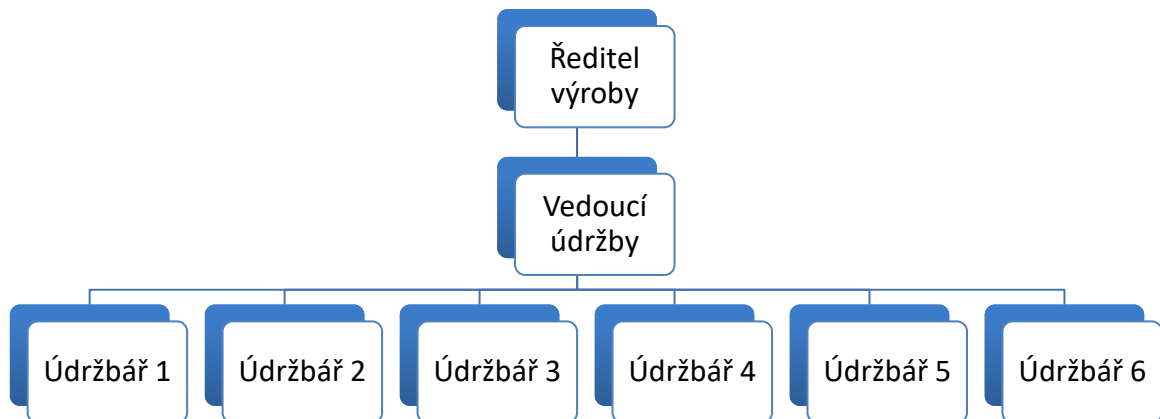 Ředitel
výroby
Vedoucí
údržby
Údržbář 1
Údržbář 2
Údržbář 3
Údržbář 4
Údržbář 5
Údržbář 6